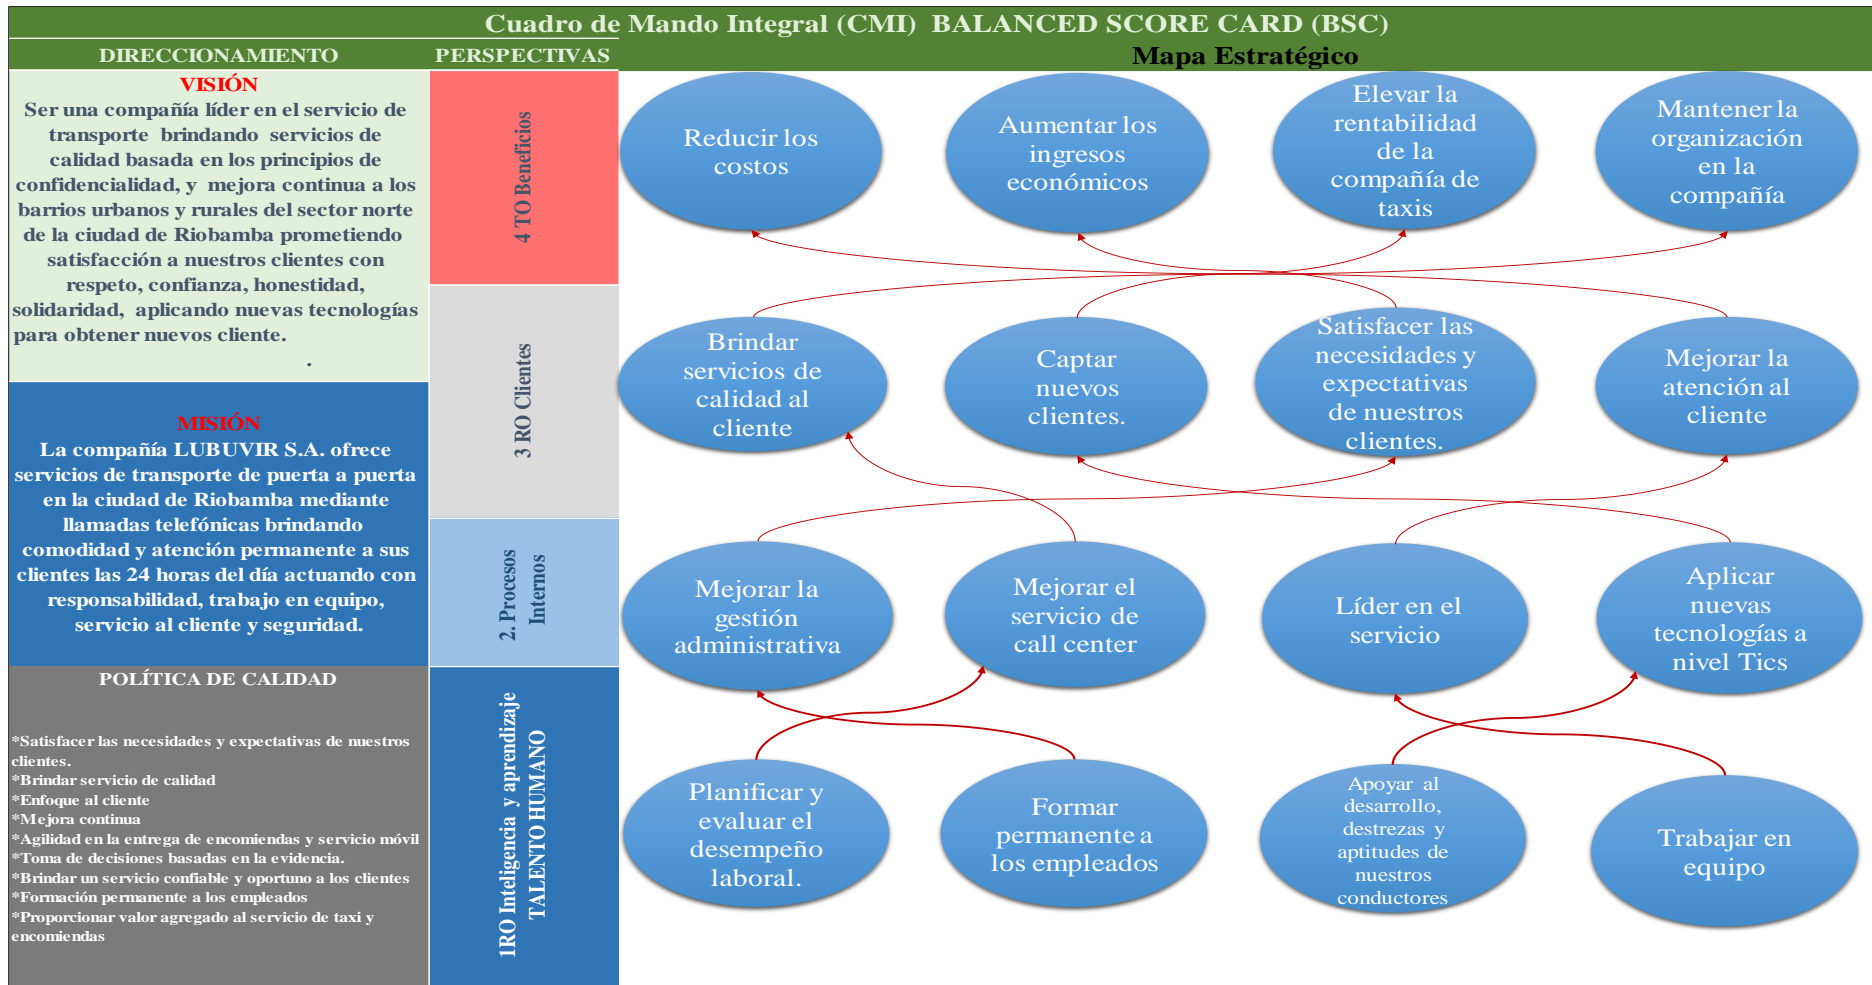 Cuadro de Mando Integral (CMI) BALANCED SCORE CARD (BSC)
DIRECCIONAMIENTO
PERSPECTIVAS
Mapa Estratégico
VISIÓN
Ser una compañía líder en el servicio de
transporte brindando servicios de
calidad basada en los principios de
confidencialidad, y mejora continua a los
barrios urbanos y rurales del sector norte
de la ciudad de Riobamba prometiendo
satisfacción a nuestros clientes con
respeto, confianza, honestidad,
solidaridad, aplicando nuevas tecnologías
para obtener nuevos cliente.
.
MISIÓN
La compañía LUBUVIR S.A. ofrece
servicios de transporte de puerta a puerta
en la ciudad de Riobamba mediante
llamadas telefónicas brindando
comodidad y atención permanente a sus
clientes las 24 horas del día actuando con
responsabilidad, trabajo en equipo,
servicio al cliente y seguridad.
POLÍTICA DE CALIDAD
*Satisfacer las necesidades y expectativas de nuestros
clientes.
*Brindar servicio de calidad
*Enfoque al cliente
*Mejora continua
*Agilidad en la entrega de encomiendas y servicio móvil
*Toma de decisiones basadas en la evidencia.
*Brindar un servicio confiable y oportuno a los clientes
*Formación permanente a los empleados
*Proporcionar valor agregado al servicio de taxi y
encomiendas
4 TO Beneficios
Reducir los
costos
Aumentar los
ingresos
económicos
Elevar la
rentabilidad
de la
compañía de
taxis
Mantener la
organización
en la
compañía
3 RO Clientes
Brindar
servicios de
calidad al
cliente
Captar
nuevos
clientes.
Satisfacer las
necesidades y
expectativas
de nuestros
clientes.
Mejorar la
atención al
cliente
2. Procesos
Internos
Mejorar la
gestión
administrativa
Mejorar el
servicio de
call center
Líder en el
servicio
Aplicar
nuevas
tecnologías a
nivel Tics
1RO Inteligencia y aprendizaje
TALENTO HUMANO
Planificar y
evaluar el
desempeño
laboral.
Formar
permanente a
los empleados
Apoyar al
desarrollo,
destrezas y
aptitudes de
nuestros
conductores
Trabajar en
equipo